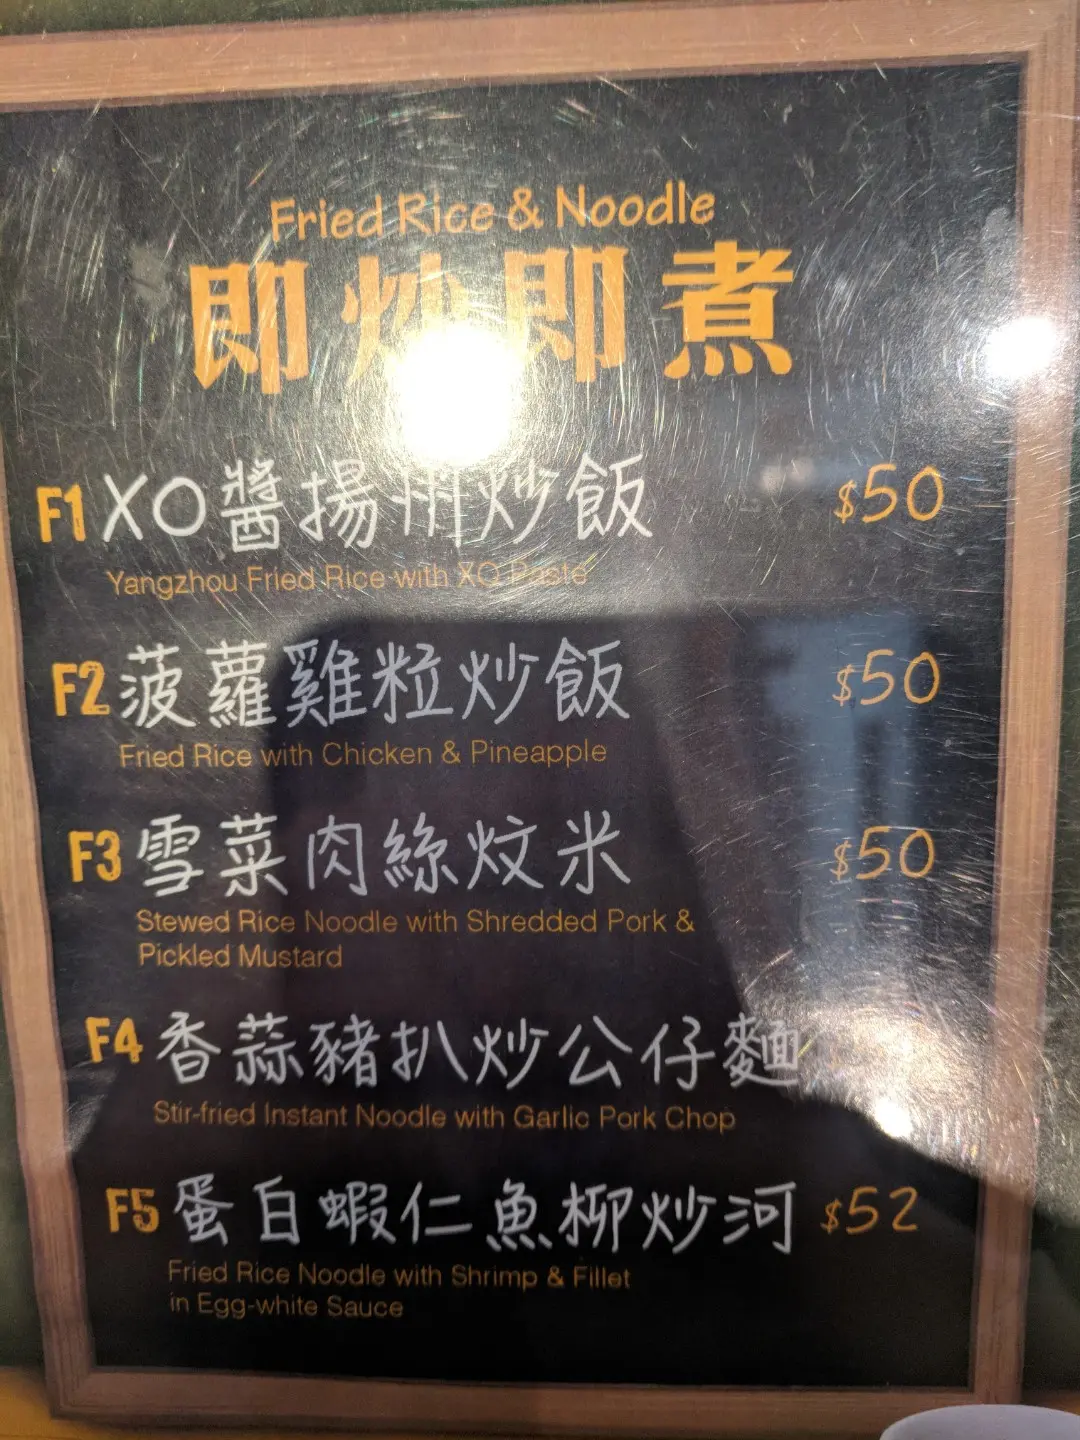 Fried Rice & Noodle
即炒即煮
F1 XO醬揚州炒飯 $50
Yangzhou Fried Rice with XO Paste
F2 菠蘿雞粒炒飯 $50
Fried Rice with Chicken & Pineapple
F3 雪菜肉絲炆米 $50
Stewed Rice Noodle with Shredded Pork &
Pickled Mustard
F4 香蒜豬扒炒公仔麵
Stir-fried Instant Noodle with Garlic Pork Chop
F5 蛋白蝦仁魚柳炒河 $52
Fried Rice Noodle with Shrimp & Fillet
in Egg-white Sauce